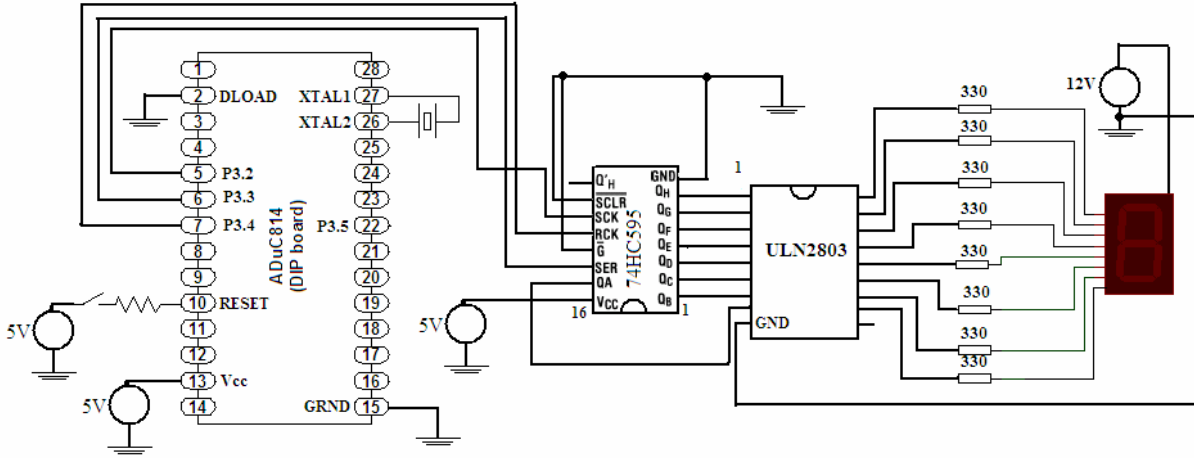 1 28
2 DLOAD XTAL1 27
3 XTAL2 26
4 25
5 P3.2 24
6 P3.3 23
7 P3.4 P3.5 22
8 21
9 20
10 RESET 19
11 18
12 17
13 Vcc 16
14 GRND 15
ADuC814
(DIP board)
5V
5V
5V
Q'H GND
SCLR QH
SCK QG
RCK QF
G QE
SER QD
QA QC
VCC QB
74HC595
16 1
1
ULN2803
GND
330
330
330
330
330
330
330
330
12V